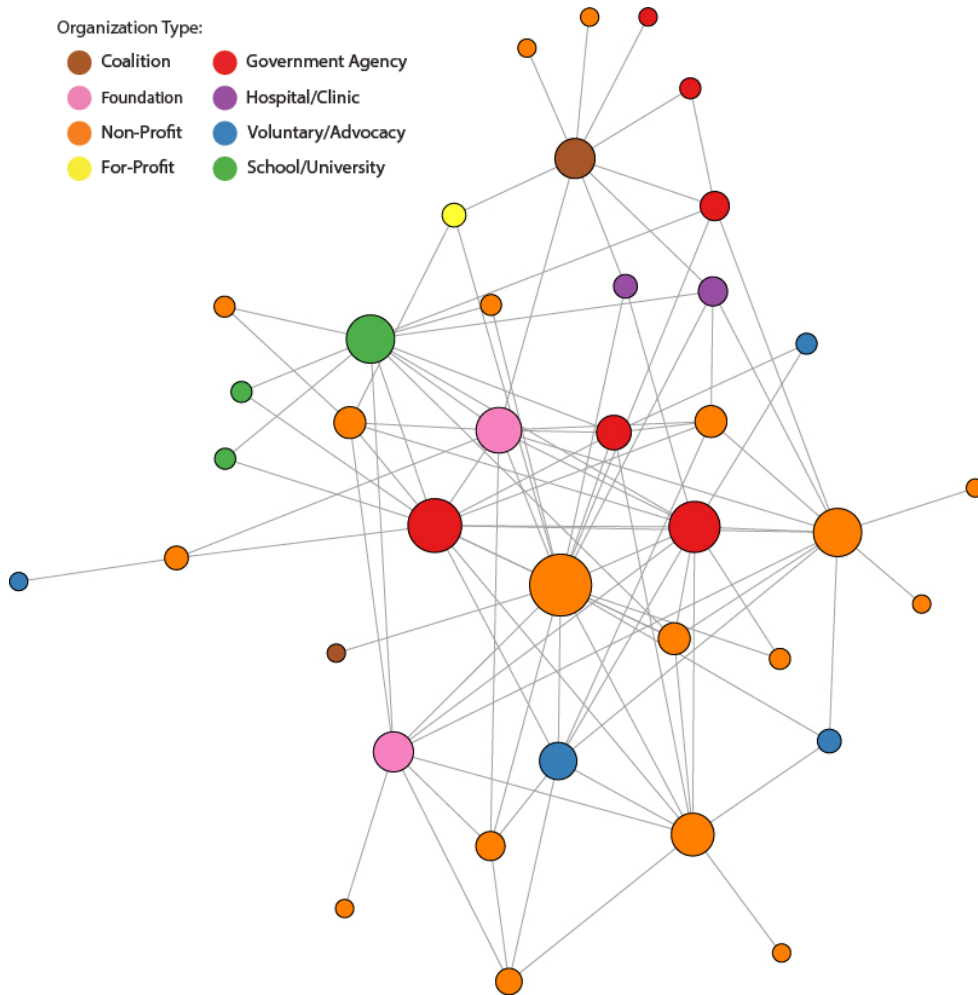 Organization Type:
Coalition
Government Agency
Foundation
Hospital/Clinic
Non-Profit
Voluntary/Advocacy
For-Profit
School/University